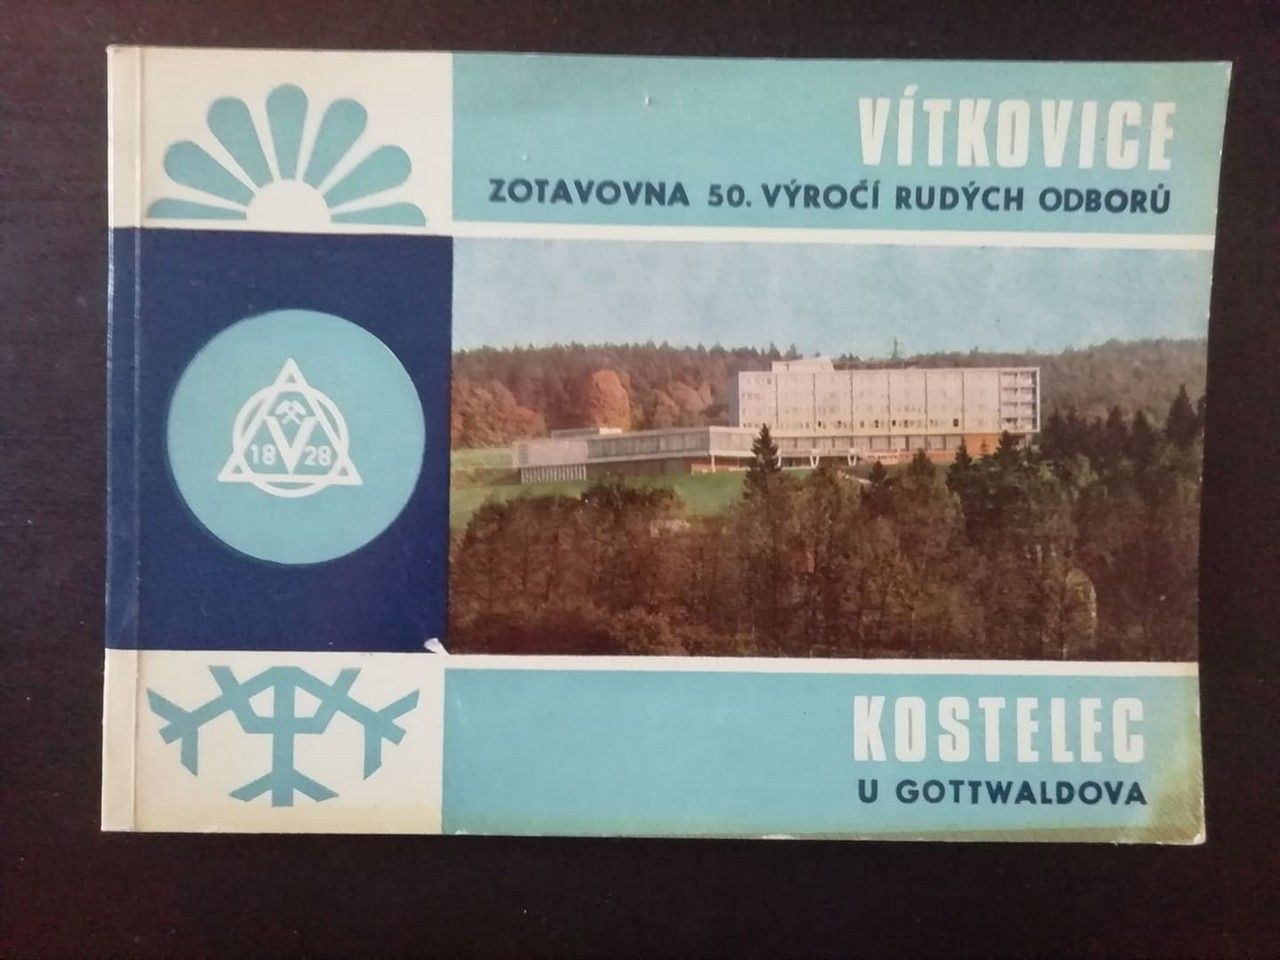 VÍTKOVICE
ZOTAVOVNA 50. VÝROČÍ RUDÝCH ODBORŮ
V
18 28
KOSTELEC
U GOTTWALDOVA